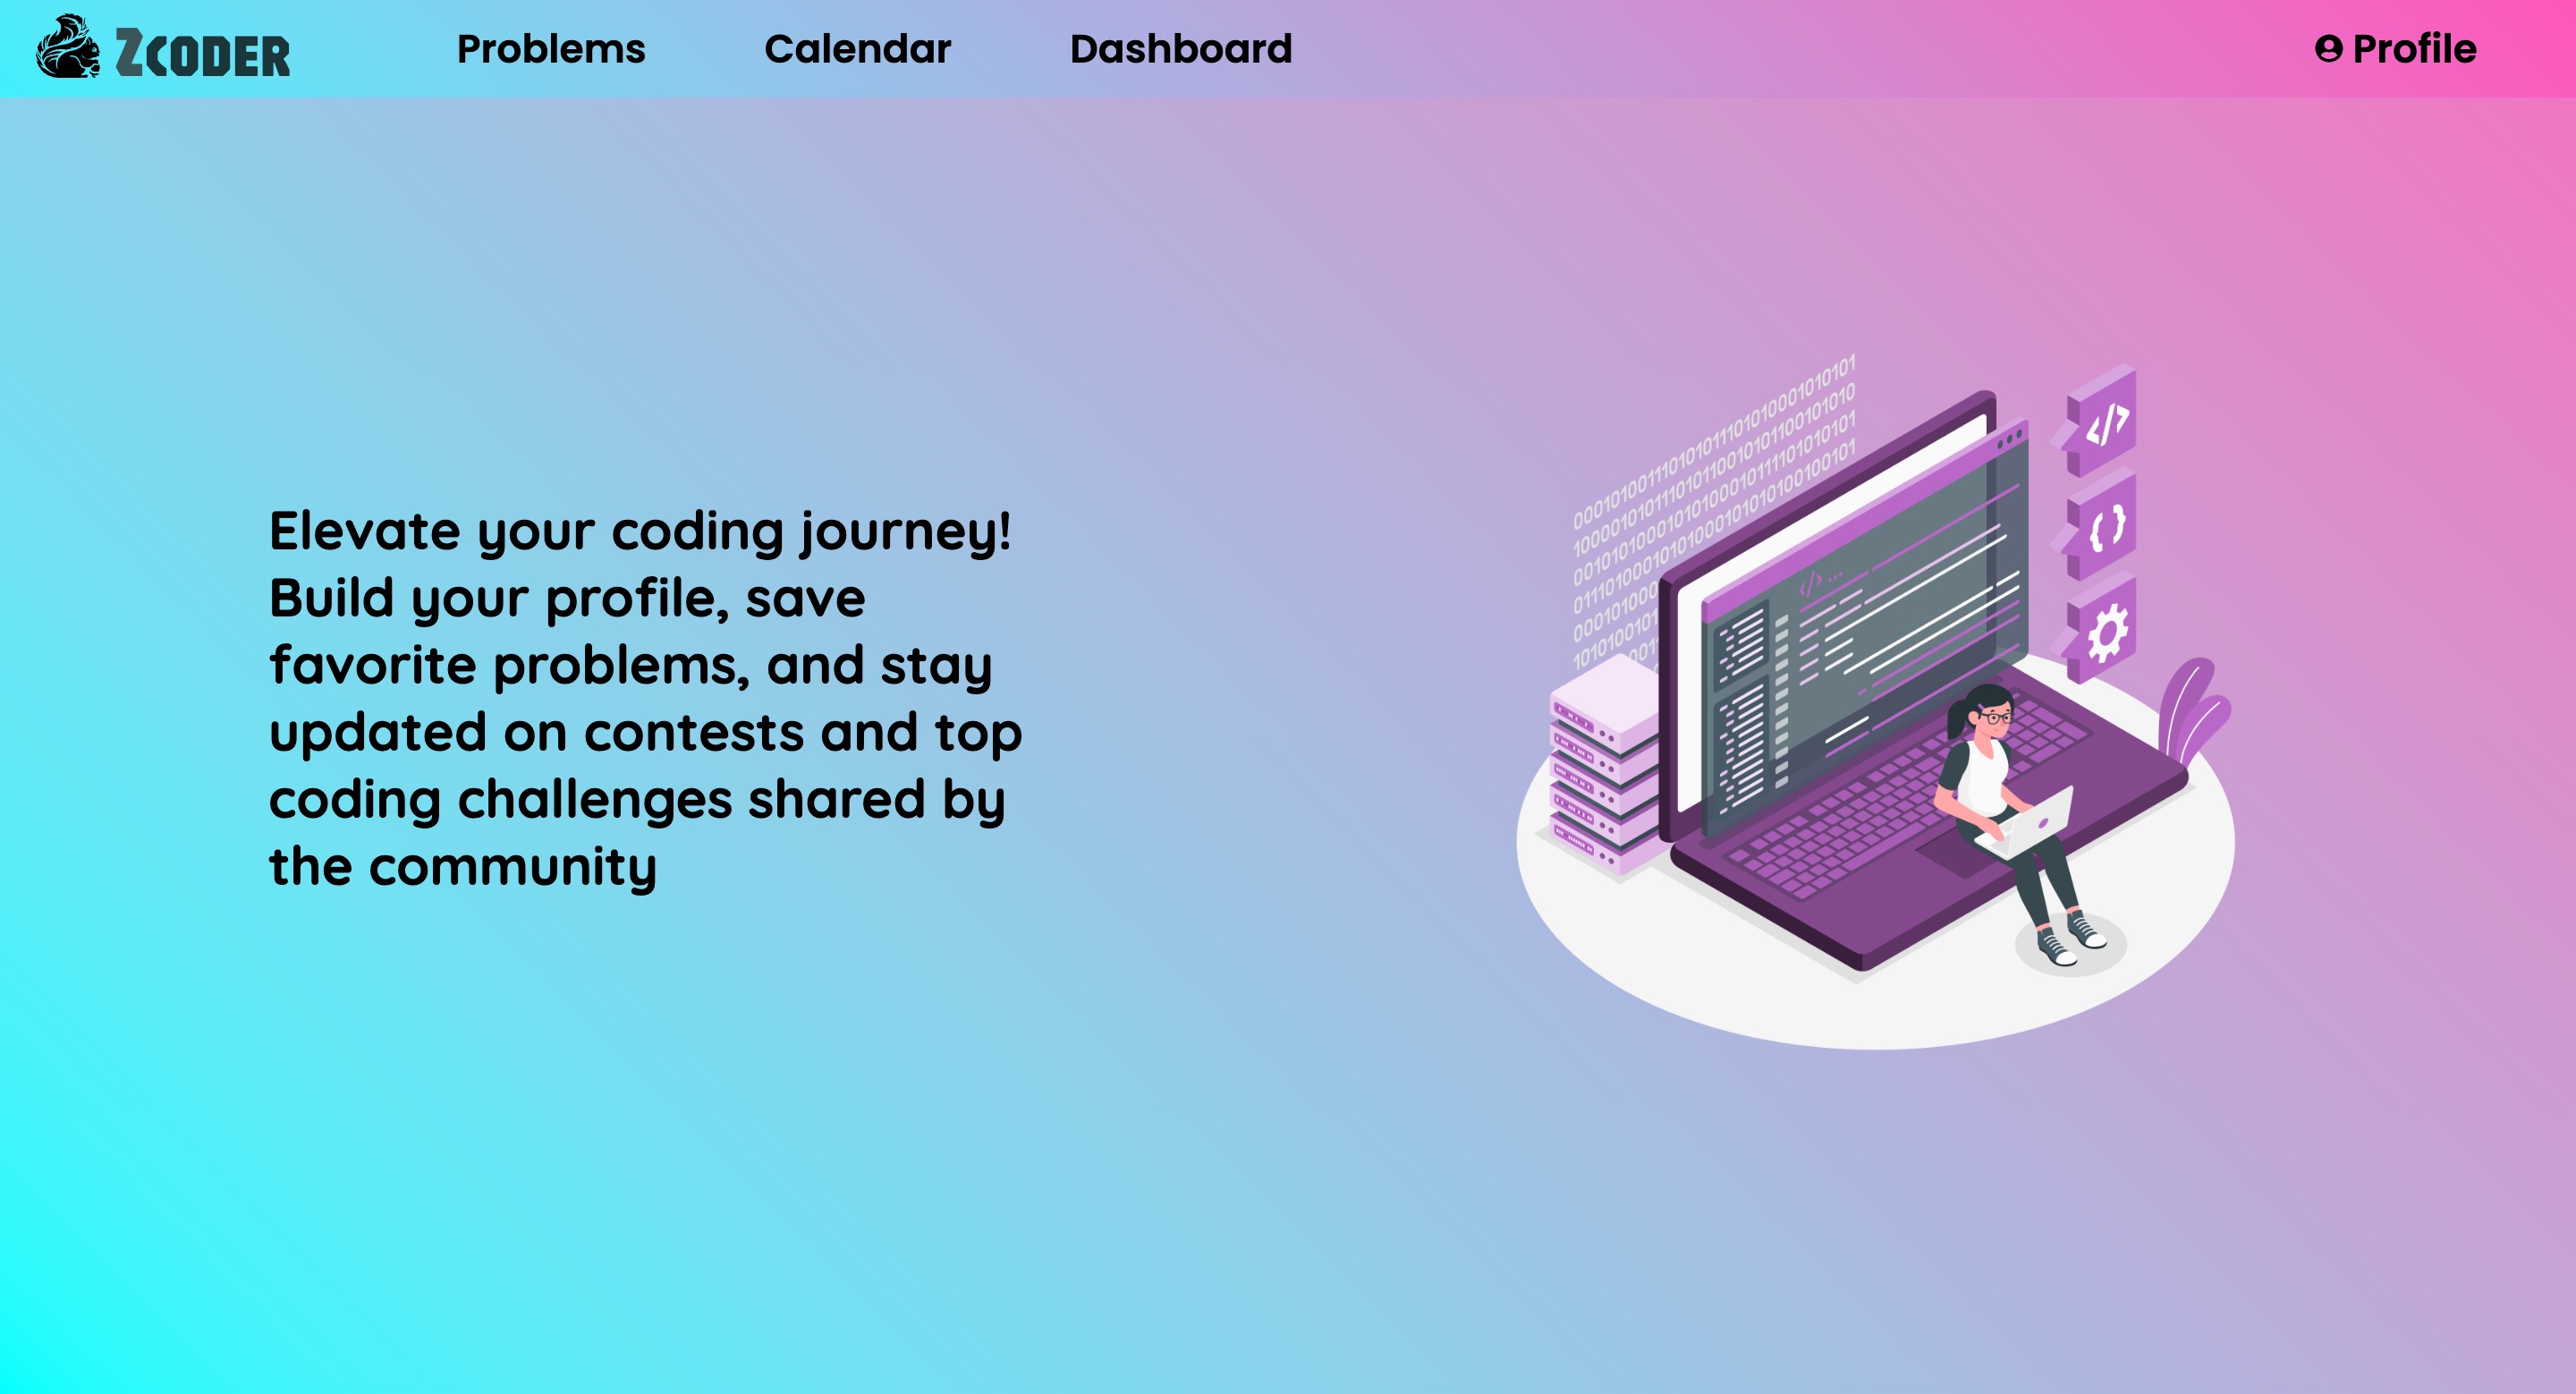 ZCODER
Problems
Calendar
Dashboard
Profile
Elevate your coding journey!
Build your profile, save
favorite problems, and stay
updated on contests and top
coding challenges shared by
the community